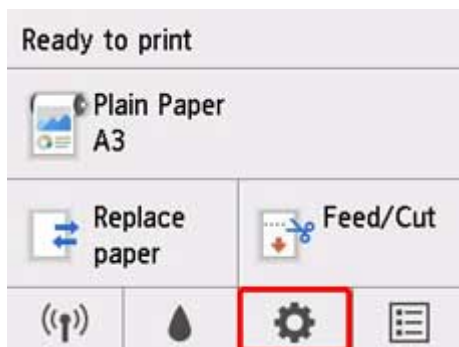 Ready to print
Plain Paper
A3
Replace
paper
Feed/Cut